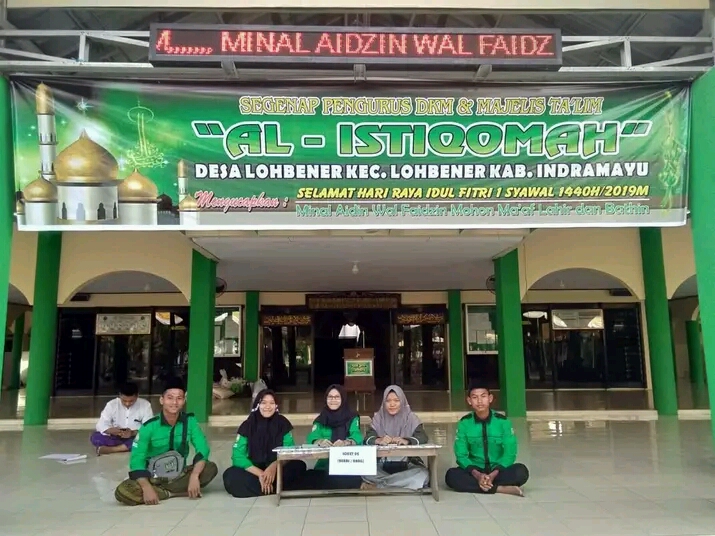 A,,,,,,, MINAL AIDZIN WAL FAIDZ
SEGENAP PENGURUS DKM & MAJELIS TA'LIM
"AL - ISTIQOMAH"
DESA LOHBENER KEC. LOHBENER KAB. INDRAMAYU
Mengucapkan : SELAMAT HARI RAYA IDUL FITRI 1 SYAWAL 1440H/2019M
Minal Aidin Wal Faidzin Mohon Ma'af Lahir dan Bathin